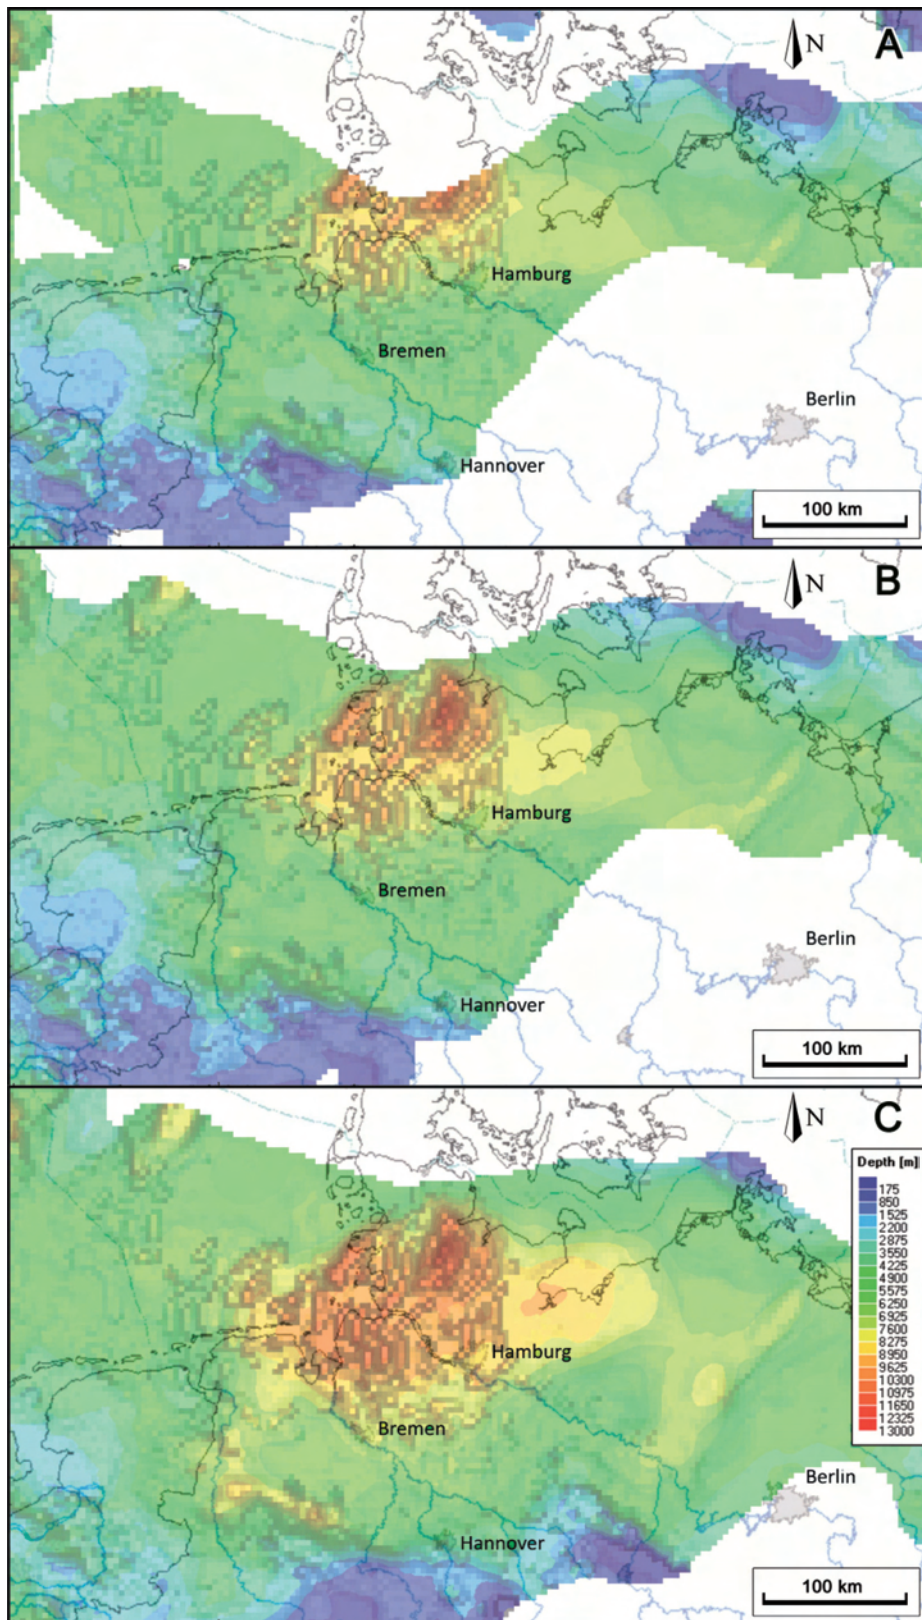 A
N
Hamburg
Bremen
Berlin
Hannover
100 km
B
N
Hamburg
Bremen
Berlin
Hannover
100 km
C
N
Depth [m]
175
850
1525
2200
2875
3550
4225
4900
5575
6250
6925
7600
8275
8950
9625
10300
10975
11650
12325
13000
Hamburg
Bremen
Berlin
Hannover
100 km